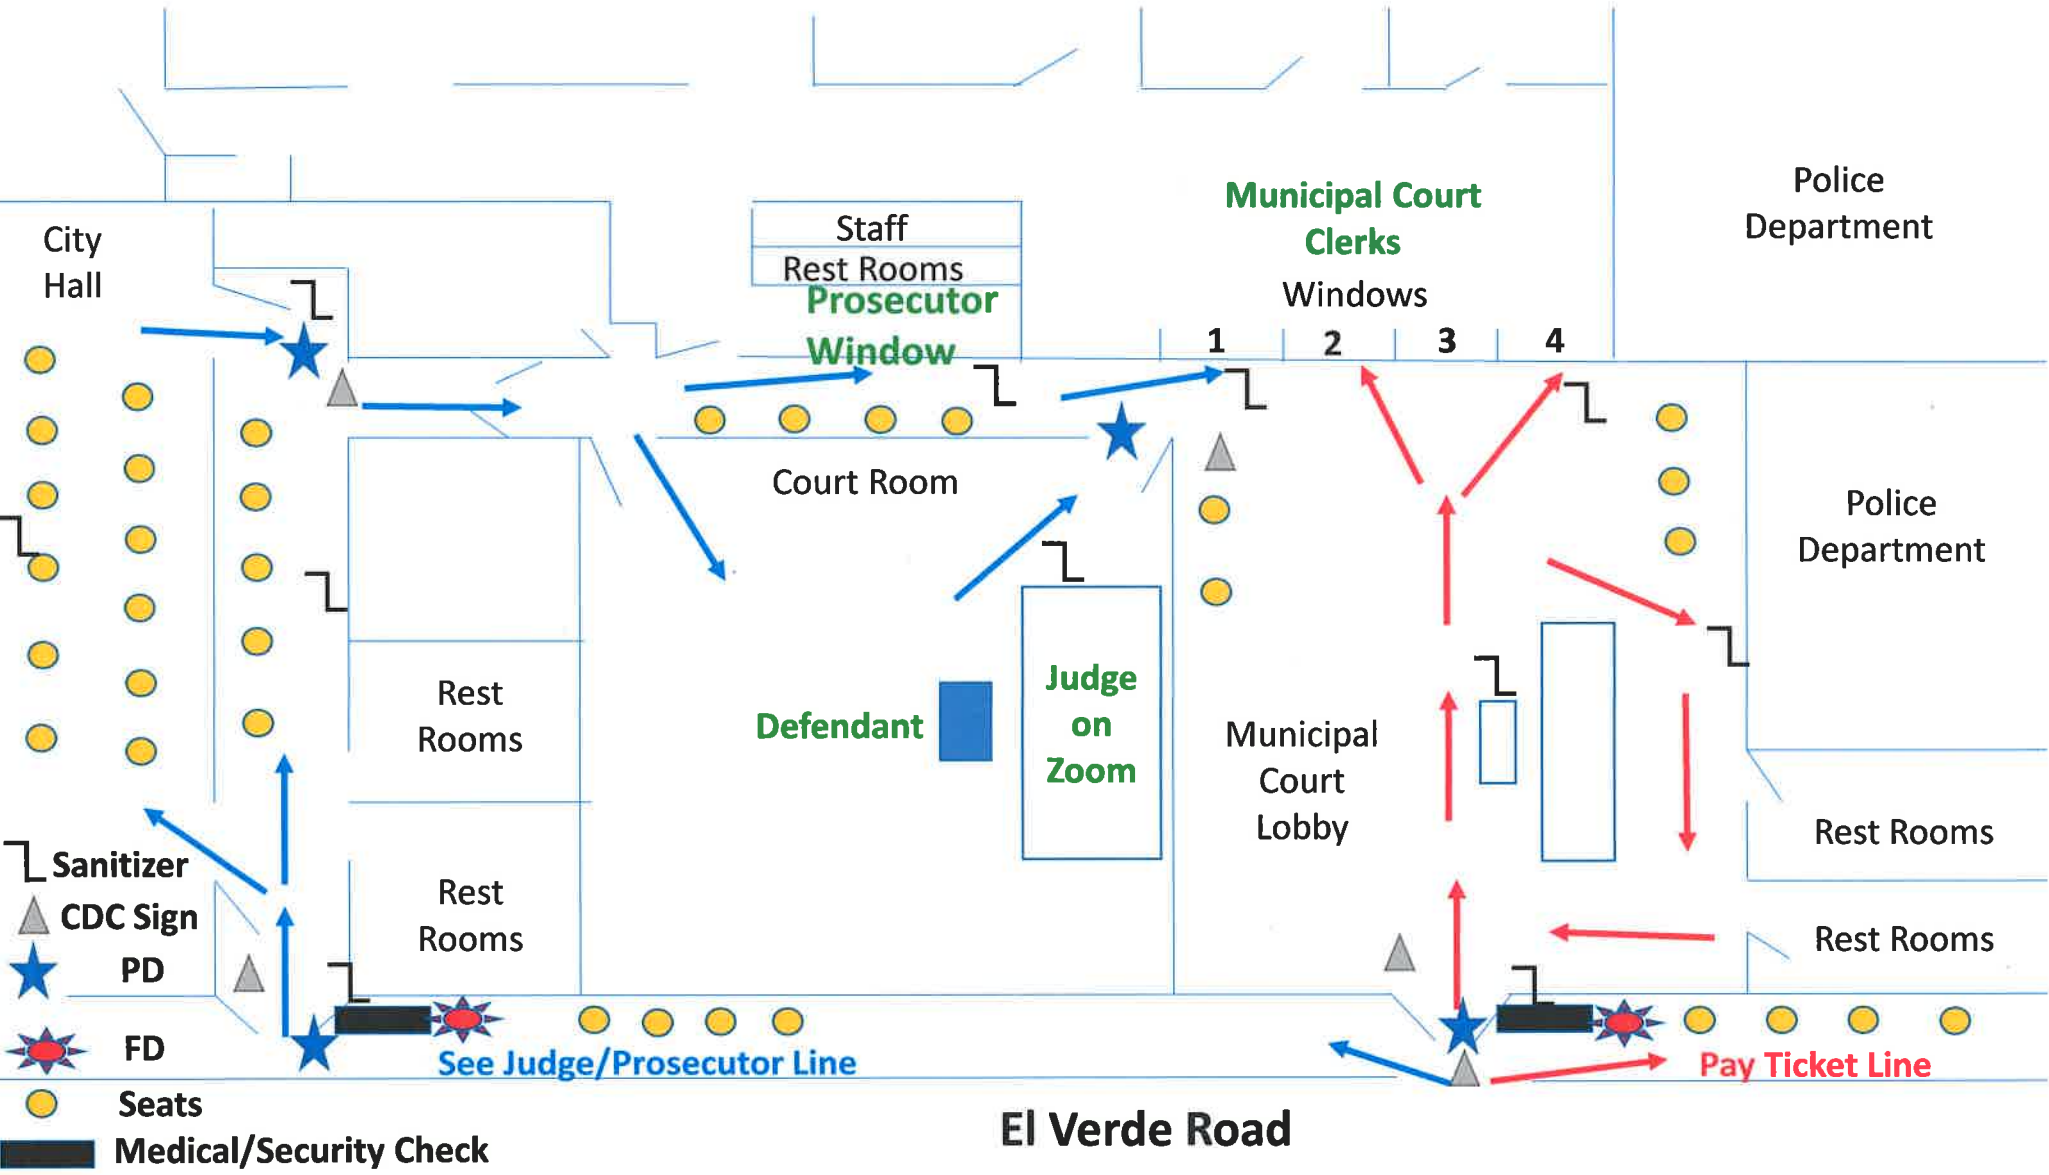 Police
Department
Municipal Court
Clerks
Windows
1
2
3
4
City
Hall
Staff
Rest Rooms
Prosecutor
Window
Court Room
Police
Department
Rest
Rooms
Defendant
Judge
on
Zoom
Municipal
Court
Lobby
Rest Rooms
Rest
Rooms
Rest Rooms
Sanitizer
CDC Sign
PD
FD
Seats
Medical/Security Check
See Judge/Prosecutor Line
Pay Ticket Line
El Verde Road